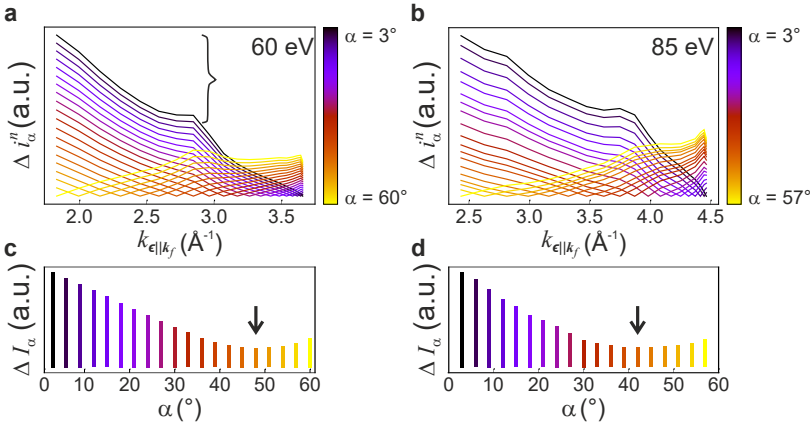 a
60 eV
α = 3°
α = 60°
Δ iₐⁿ (a.u.)
2.0 2.5 3.0 3.5
k_ϵ||k_f (Å⁻¹)
b
85 eV
α = 3°
α = 57°
Δ i_αⁿ (a.u.)
2.5 3.0 3.5 4.0 4.5
k_ϵ||k_f (Å⁻¹)
c
Δ I_α (a.u.)
0 10 20 30 40 50 60
α (°)
d
Δ I_α (a.u.)
0 10 20 30 40 50 60
α (°)